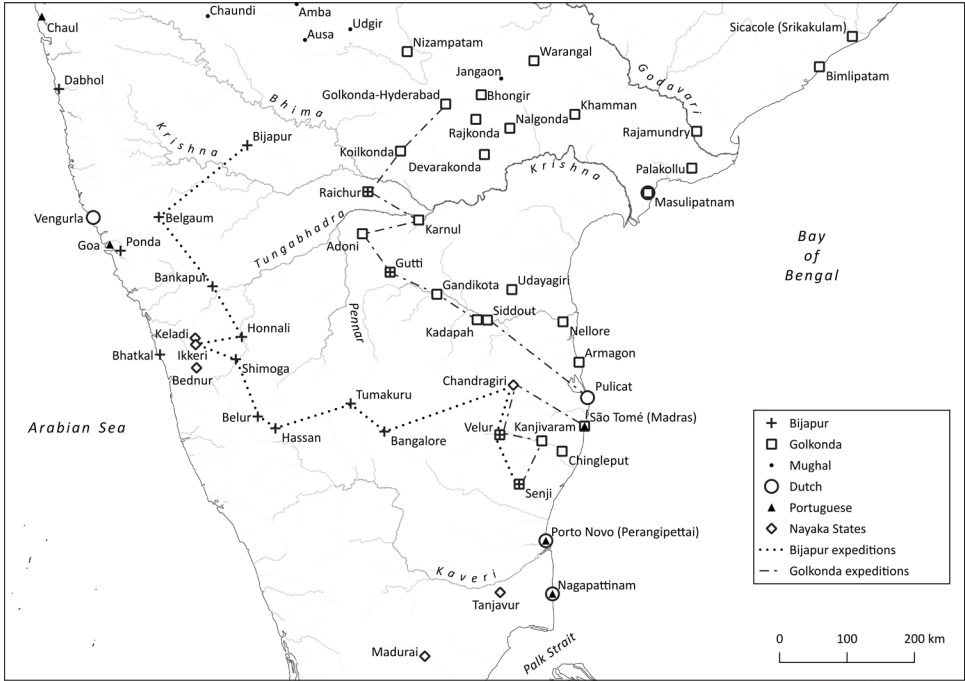 Chaundi
Amba
Udgir
Ausa
Chaul
Nizampatam
Warangal
Sicacole (Srikakulam)
Bimlipatam
Dabhol
Jangaon
Godavari
Golkonda-Hyderabad
Bhongir
Khamman
Bhima
Rajkonda
Nalgonda
Rajamundry
Krishna
Bijapur
Koilkonda
Devarakonda
Krishna
Palakollu
Raichur
Masulipatnam
Vengurla
Belgaum
Tungabhadra
Karnul
Goa
Ponda
Adoni
Bay
of
Bengal
Bankapur
Gutti
Gandikota
Udayagiri
Pennar
Siddout
Kadapah
Nellore
Keladi
Honnali
Ikkeri
Bhatkal
Shimoga
Bednur
Armagon
Chandragiri
Pulicat
Tumakuru
Arabian Sea
Belur
Hassan
Bangalore
Velur
Kanjivaram
São Tomé (Madras)
Chingleput
Senji
Porto Novo (Perangipettai)
Kaveri
Nagapattinam
Tanjavur
Madurai
Palk Strait
Bijapur
Golkonda
Mughal
Dutch
Portuguese
Nayaka States
Bijapur expeditions
Golkonda expeditions
0 100 200 km